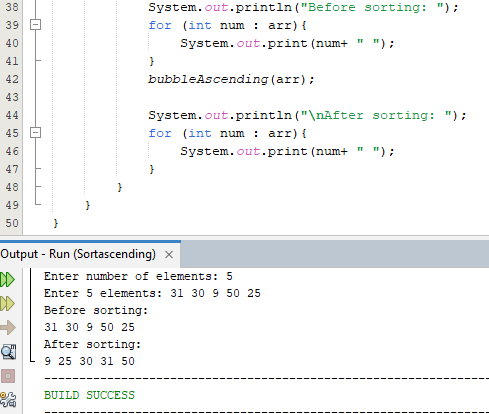 38 System.out.println("Before sorting: ");
39 for (int num : arr){
40 System.out.print(num+ " ");
41 }
42 bubbleAscending(arr);
43
44 System.out.println("\nAfter sorting: ");
45 for (int num : arr){
46 System.out.print(num+ " ");
47 }
48 }
49 }
50 }
Output - Run (Sortascending) ×
Enter number of elements: 5
Enter 5 elements: 31 30 9 50 25
Before sorting:
31 30 9 50 25
After sorting:
9 25 30 31 50
------------------------------------------------------------------------
BUILD SUCCESS
------------------------------------------------------------------------